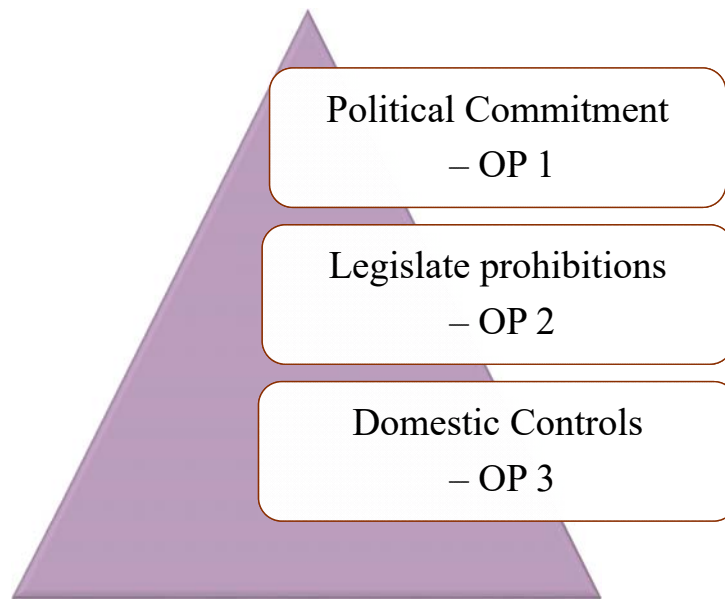 Political Commitment
– OP 1
Legislate prohibitions
– OP 2
Domestic Controls
– OP 3